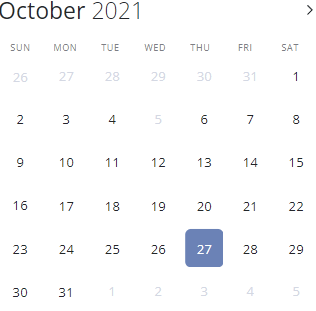 October 2021
SUN MON TUE WED THU FRI SAT
26 27 28 29 30 31 1
2 3 4 5 6 7 8
9 10 11 12 13 14 15
16 17 18 19 20 21 22
23 24 25 26 27 28 29
30 31 1 2 3 4 5